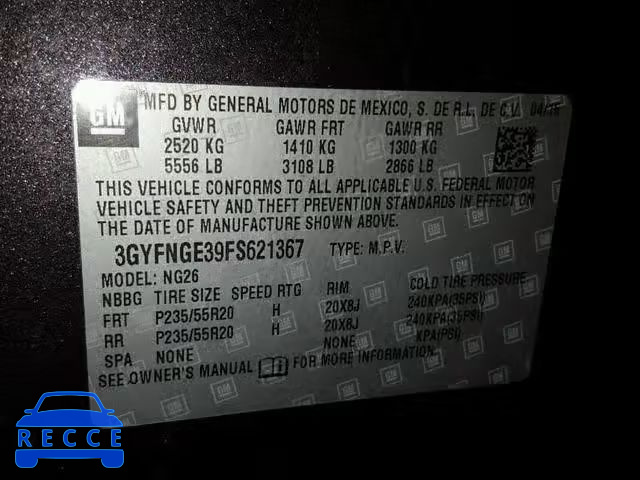 GM MFD BY GENERAL MOTORS DE MEXICO, S. DE R.L. DE C.V. 04/15
GVWR GAWR FRT GAWR RR
2520 KG 1410 KG 1300 KG
5556 LB 3108 LB 2866 LB
THIS VEHICLE CONFORMS TO ALL APPLICABLE U.S. FEDERAL MOTOR
VEHICLE SAFETY AND THEFT PREVENTION STANDARDS IN EFFECT ON
THE DATE OF MANUFACTURE SHOWN ABOVE.
3GYFNGE39FS621367 TYPE: M.P.V.
MODEL: NG26
NBBG TIRE SIZE SPEED RTG RIM COLD TIRE PRESSURE
FRT P235/55R20 H 20X8J 240KPA(35PSI)
RR P235/55R20 H 20X8J 240KPA(35PSI)
SPA NONE NONE KPA(PSI)
SEE OWNER'S MANUAL FOR MORE INFORMATION.
RECCE